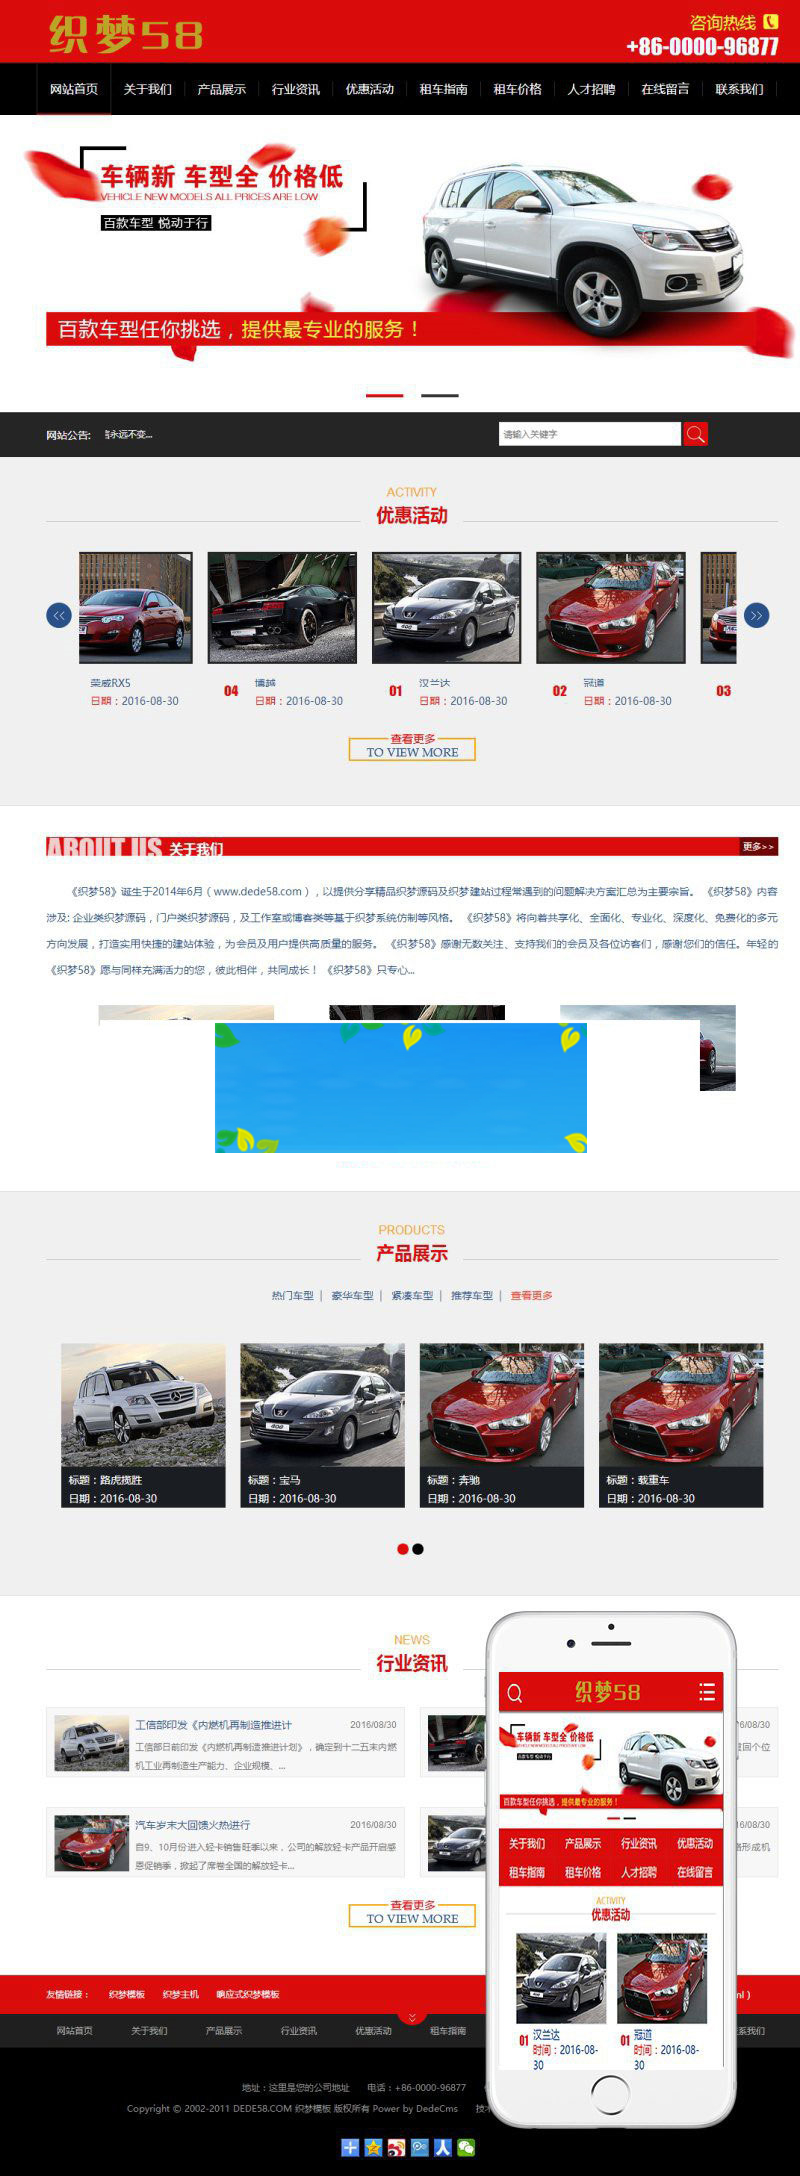 织梦58
咨询热线
+86-0000-96877
网站首页 关于我们 产品展示 行业资讯 优惠活动 租车指南 租车价格 人才招聘 在线留言 联系我们
车辆新 车型全 价格低
VEHICLE NEW MODELS ALL PRICES ARE LOW
百款车型 悦动于行
百款车型任你挑选，提供最专业的服务！
网站公告: 言永远不变... 请输入关键字
ACTIVITY
优惠活动
荣威RX5
日期：2016-08-30
04 博越
日期：2016-08-30
01 汉兰达
日期：2016-08-30
02 冠道
日期：2016-08-30
03
查看更多
TO VIEW MORE
ABOUT US 关于我们 更多>>
《织梦58》诞生于2014年6月（www.dede58.com），以提供分享精品织梦源码及织梦建站过程常遇到的问题解决方案汇总为主要宗旨。 《织梦58》内容
涉及: 企业类织梦源码，门户类织梦源码，及工作室或博客类等基于织梦系统仿制等风格。 《织梦58》将向着共享化、全面化、专业化、深度化、免费化的多元
方向发展，打造实用快捷的建站体验，为会员及用户提供高质量的服务。 《织梦58》感谢无数关注、支持我们的会员及各位访客们，感谢您们的信任。年轻的
《织梦58》愿与同样充满活力的您，彼此相伴，共同成长！ 《织梦58》只专心...
PRODUCTS
产品展示
热门车型 | 豪华车型 | 紧凑车型 | 推荐车型 | 查看更多
标题：路虎揽胜
日期：2016-08-30
标题：宝马
日期：2016-08-30
标题：奔驰
日期：2016-08-30
标题：载重车
日期：2016-08-30
NEWS
行业资讯
工信部印发《内燃机再制造推进计 2016/08/30
工信部日前印发《内燃机再制造推进计划》，确定到十二五末内燃
机工业再制造生产能力、企业规模、...
6/08/30
驻回个位
汽车岁末大回馈火热进行 2016/08/30
自9、10月份进入轻卡销售旺季以来，公司的解放轻卡产品开启感
恩促销季，掀起了席卷全国的解放轻卡...
6/08/30
形成机
查看更多
TO VIEW MORE
织梦58
车辆新 车型全 价格低
百款车型 悦动于行
百款车型任你挑选，提供最专业的服务！
关于我们 产品展示 行业资讯 优惠活动
租车指南 租车价格 人才招聘 在线留言
ACTIVITY
优惠活动
01 汉兰达
时间：2016-08-
30
01 冠道
时间：2016-08-
30
友情链接： 织梦模板 织梦主机 响应式织梦模板 nl )
网站首页 关于我们 产品展示 行业资讯 优惠活动 租车指南 系我们
地址：这里是您的公司地址 电话：+86-0000-96877
Copyright © 2002-2011 DEDE58.COM 织梦模板 版权所有 Power by DedeCms 技术